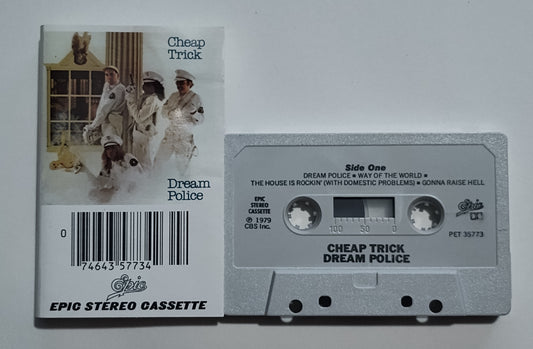 Cheap
Trick
Dream
Police
0
74643 57734
Epic
EPIC STEREO CASSETTE
Side One
DREAM POLICE ▪ WAY OF THE WORLD ▪
THE HOUSE IS ROCKIN' (WITH DOMESTIC PROBLEMS) ▪ GONNA RAISE HELL
EPIC
STEREO
CASSETTE
℗ 1979
CBS Inc.
100 50 0
Epic
PET 35773
CHEAP TRICK
DREAM POLICE